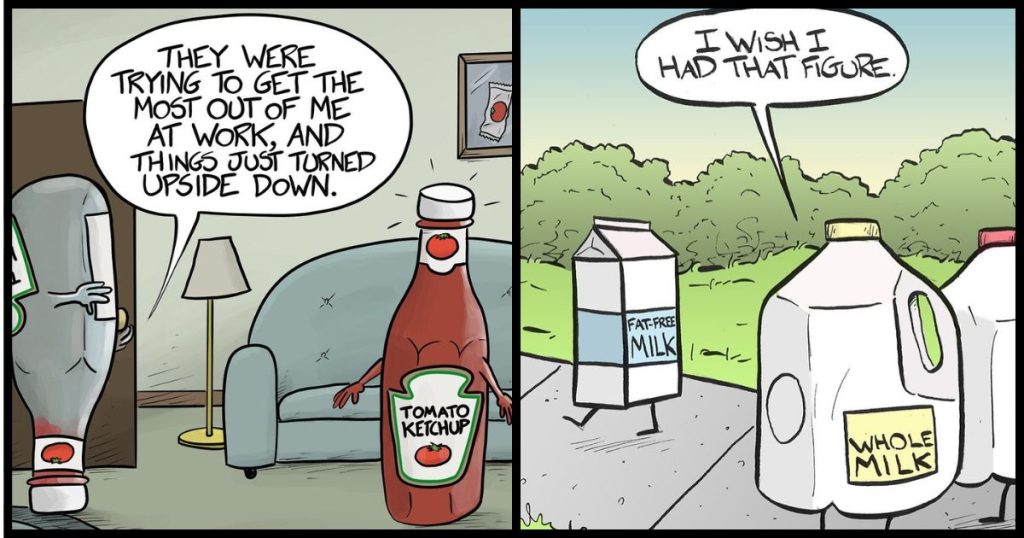 THEY WERE
TRYING TO GET THE
MOST OUT OF ME
AT WORK, AND
THINGS JUST TURNED
UPSIDE DOWN.
TOMATO
KETCHUP
I WISH I
HAD THAT FIGURE.
FAT-FREE
MILK
WHOLE
MILK